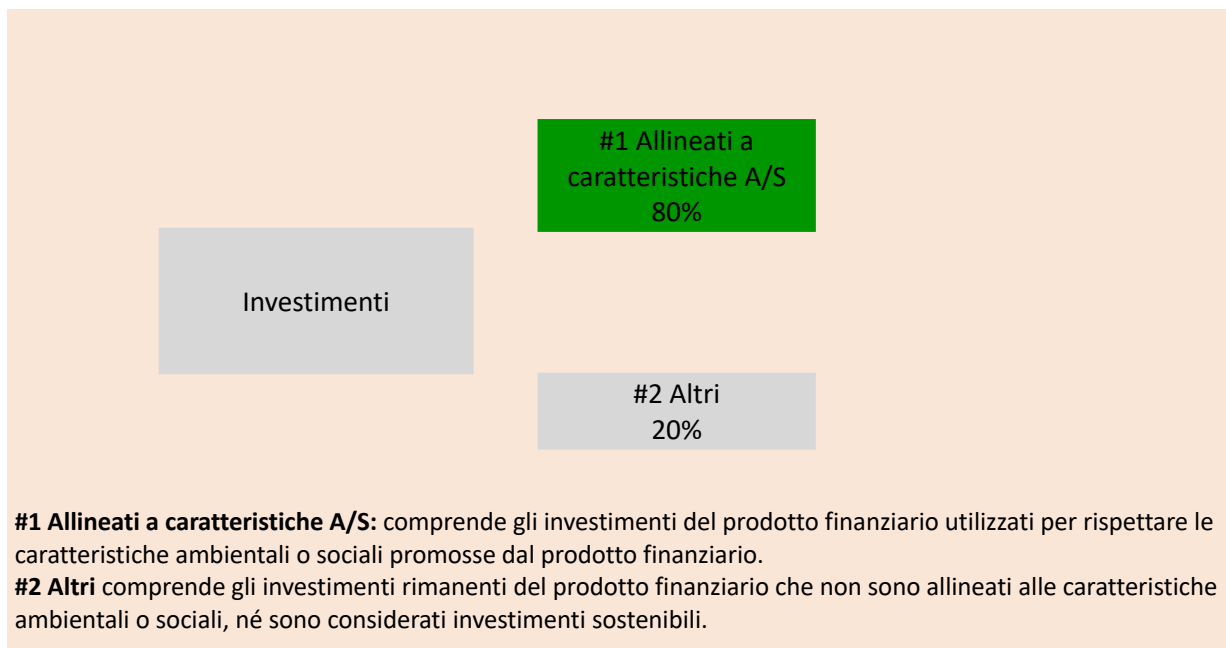 #1 Allineati a
caratteristiche A/S
80%
Investimenti
#2 Altri
20%
#1 Allineati a caratteristiche A/S: comprende gli investimenti del prodotto finanziario utilizzati per rispettare le
caratteristiche ambientali o sociali promosse dal prodotto finanziario.
#2 Altri comprende gli investimenti rimanenti del prodotto finanziario che non sono allineati alle caratteristiche
ambientali o sociali, né sono considerati investimenti sostenibili.